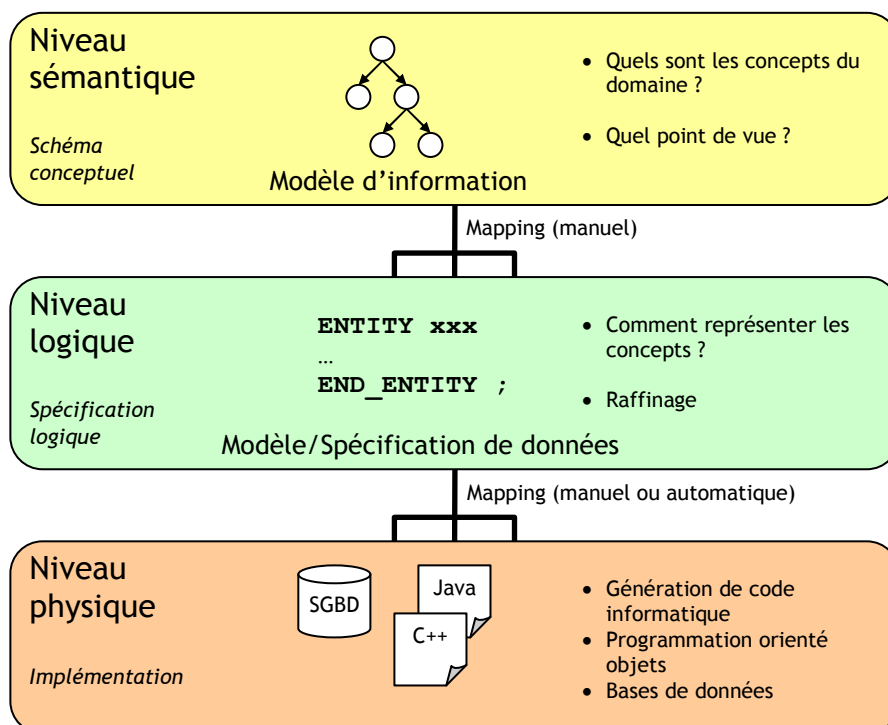 Niveau
sémantique
Schéma
conceptuel
Modèle d’information
• Quels sont les concepts du
domaine ?
• Quel point de vue ?
Mapping (manuel)
Niveau
logique
Spécification
logique
ENTITY xxx
…
END_ENTITY ;
Modèle/Spécification de données
• Comment représenter les
concepts ?
• Raffinage
Mapping (manuel ou automatique)
Niveau
physique
Implémentation
SGBD
Java
C++
• Génération de code
informatique
• Programmation orienté
objets
• Bases de données